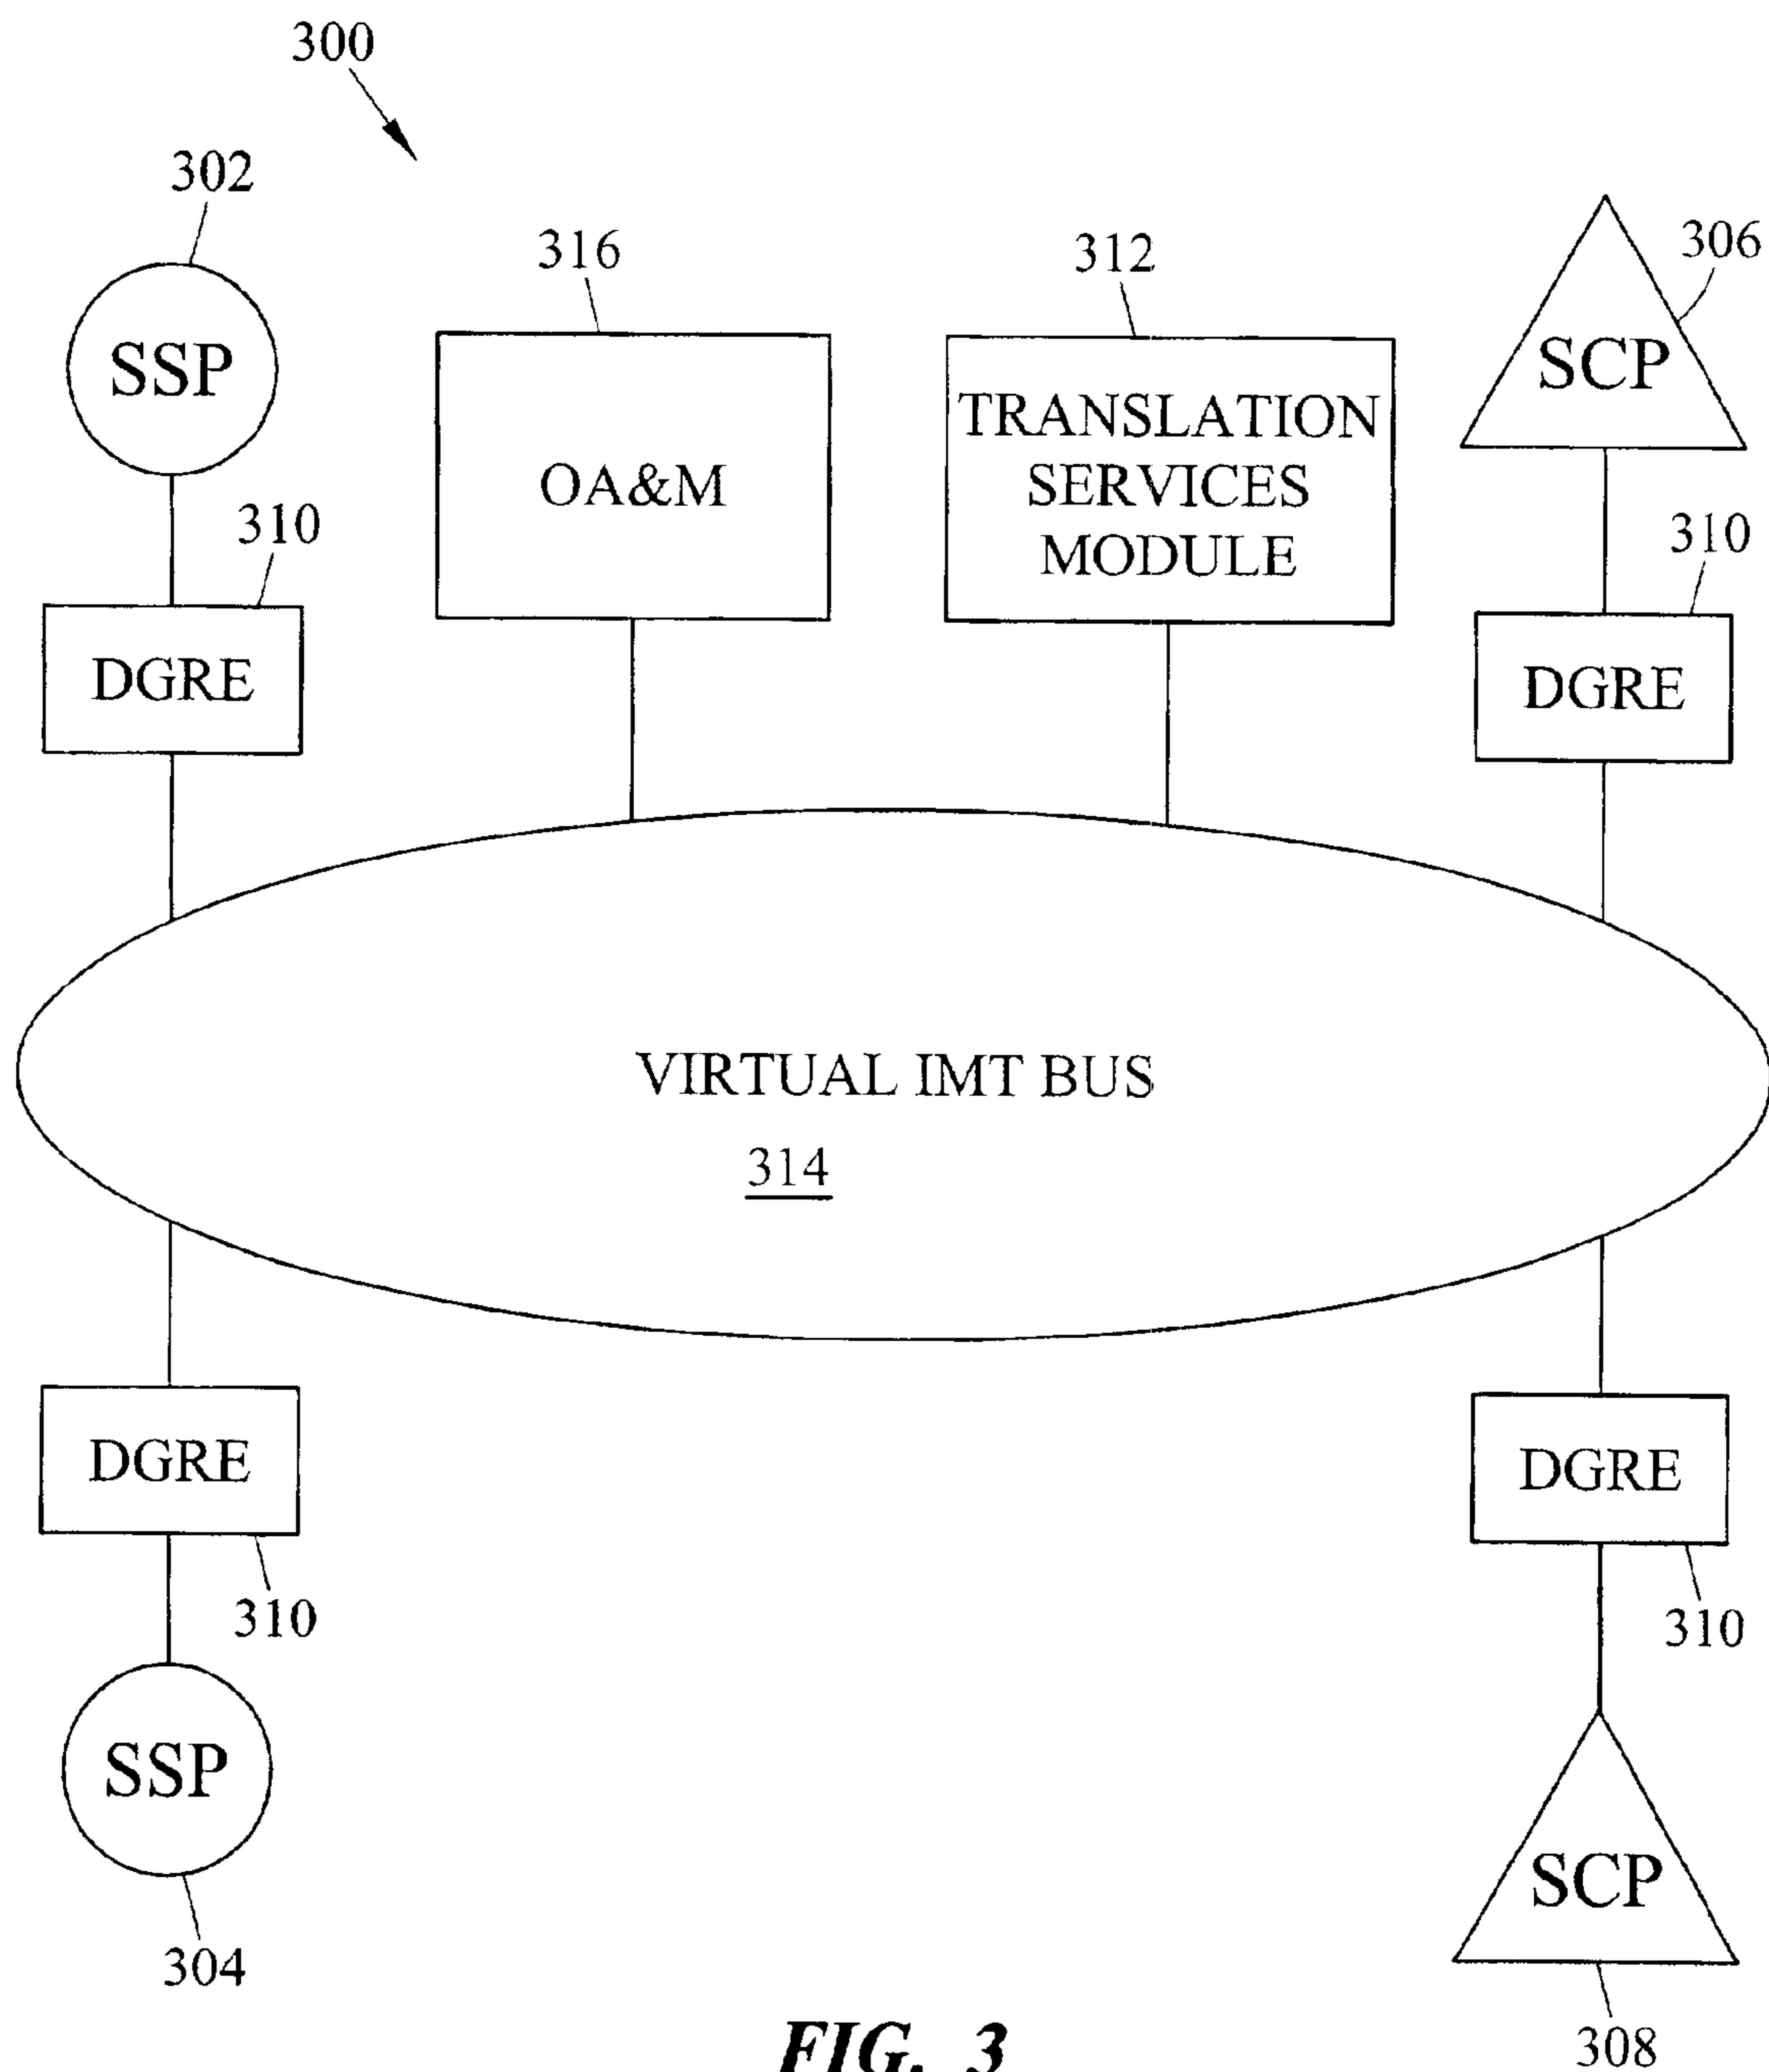 300
302
316
312
306
SSP
SCP
OA&M
TRANSLATION
SERVICES
MODULE
310
310
DGRE
DGRE
VIRTUAL IMT BUS
314
DGRE
DGRE
310
310
SSP
SCP
304
308
FIG. 3